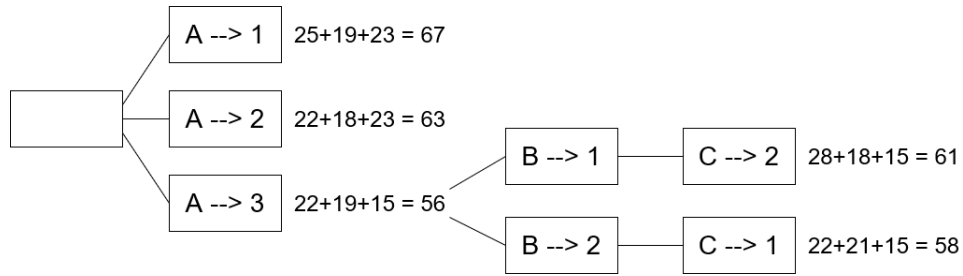 A --> 1 25+19+23 = 67
A --> 2 22+18+23 = 63
A --> 3 22+19+15 = 56
B --> 1 C --> 2 28+18+15 = 61
B --> 2 C --> 1 22+21+15 = 58